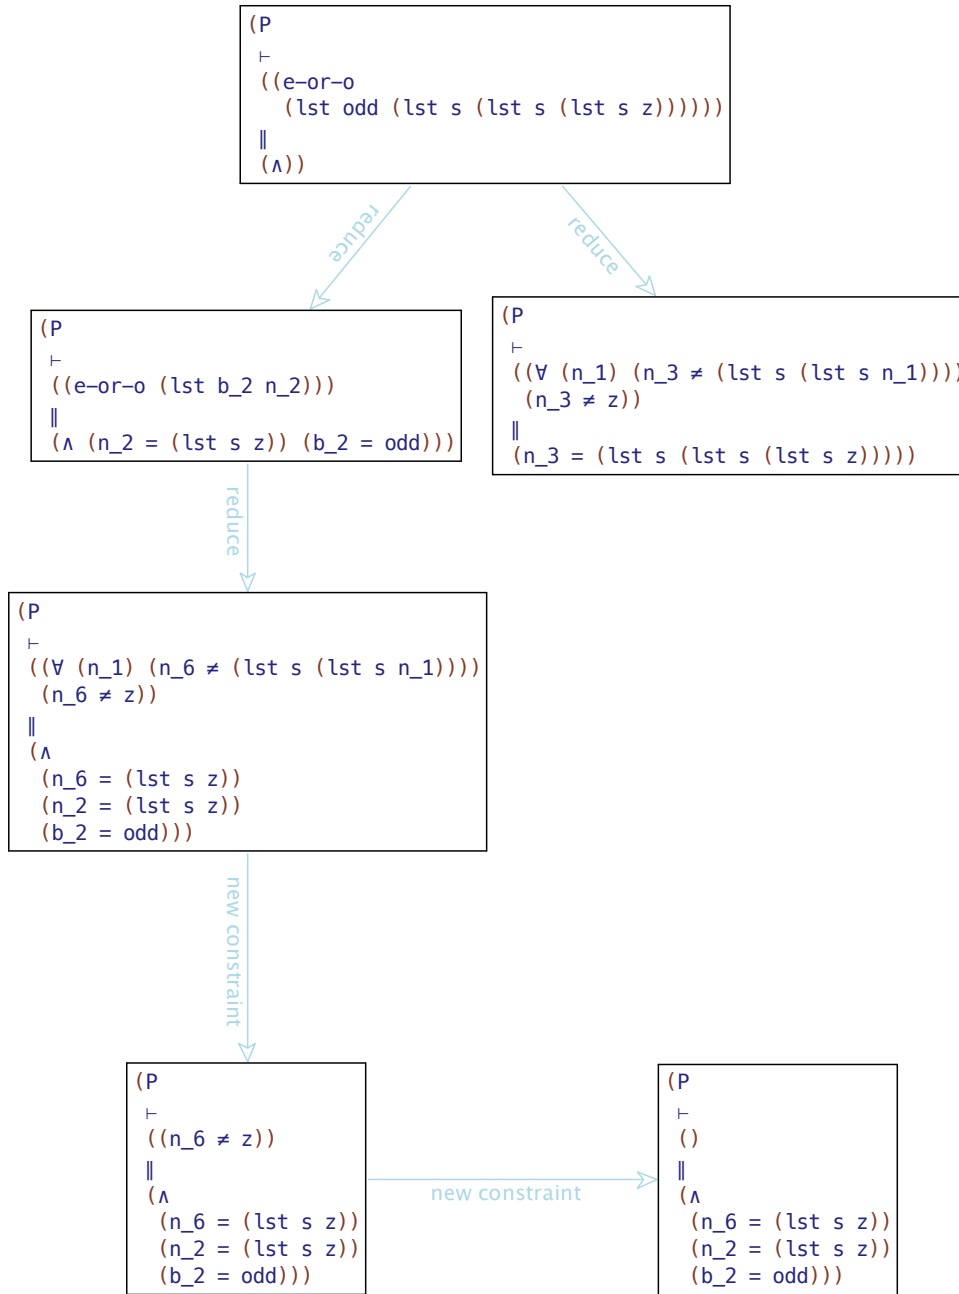 (P
⊢
((e-or-o
(lst odd (lst s (lst s (lst s z))))))
∥
(∧))
reduce
reduce
(P
⊢
((e-or-o (lst b_2 n_2)))
∥
(∧ (n_2 = (lst s z)) (b_2 = odd)))
(P
⊢
((∀ (n_1) (n_3 ≠ (lst s (lst s n_1))))
(n_3 ≠ z))
∥
(n_3 = (lst s (lst s (lst s z)))))
reduce
(P
⊢
((∀ (n_1) (n_6 ≠ (lst s (lst s n_1))))
(n_6 ≠ z))
∥
(∧
(n_6 = (lst s z))
(n_2 = (lst s z))
(b_2 = odd)))
new constraint
(P
⊢
((n_6 ≠ z))
∥
(∧
(n_6 = (lst s z))
(n_2 = (lst s z))
(b_2 = odd)))
new constraint
(P
⊢
()
∥
(∧
(n_6 = (lst s z))
(n_2 = (lst s z))
(b_2 = odd)))